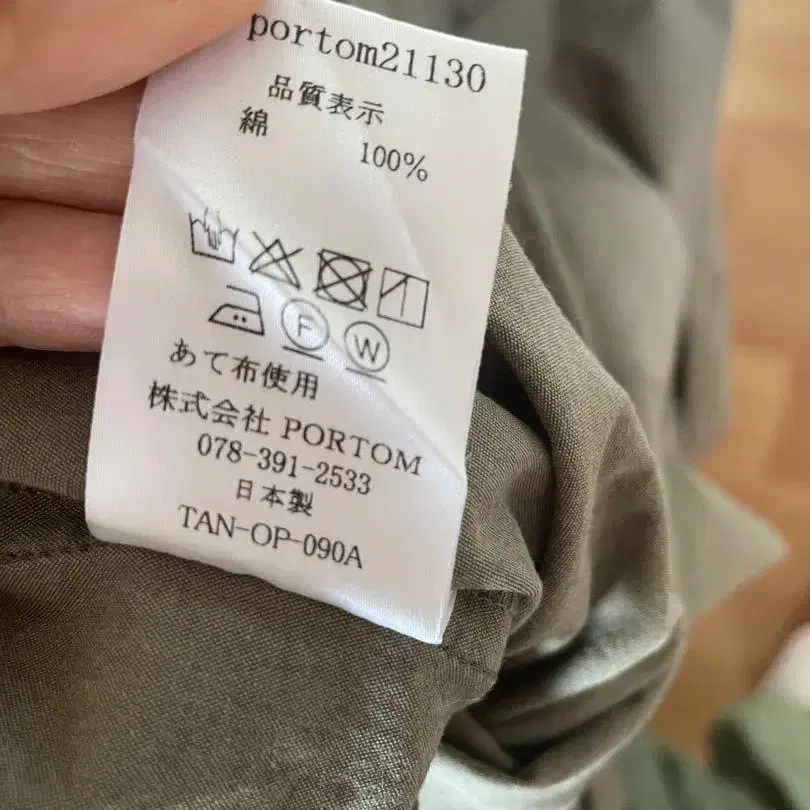 portom21130
品質表示
綿 100%
F W
あて布使用
株式会社 PORTOM
078-391-2533
日本製
TAN-OP-090A